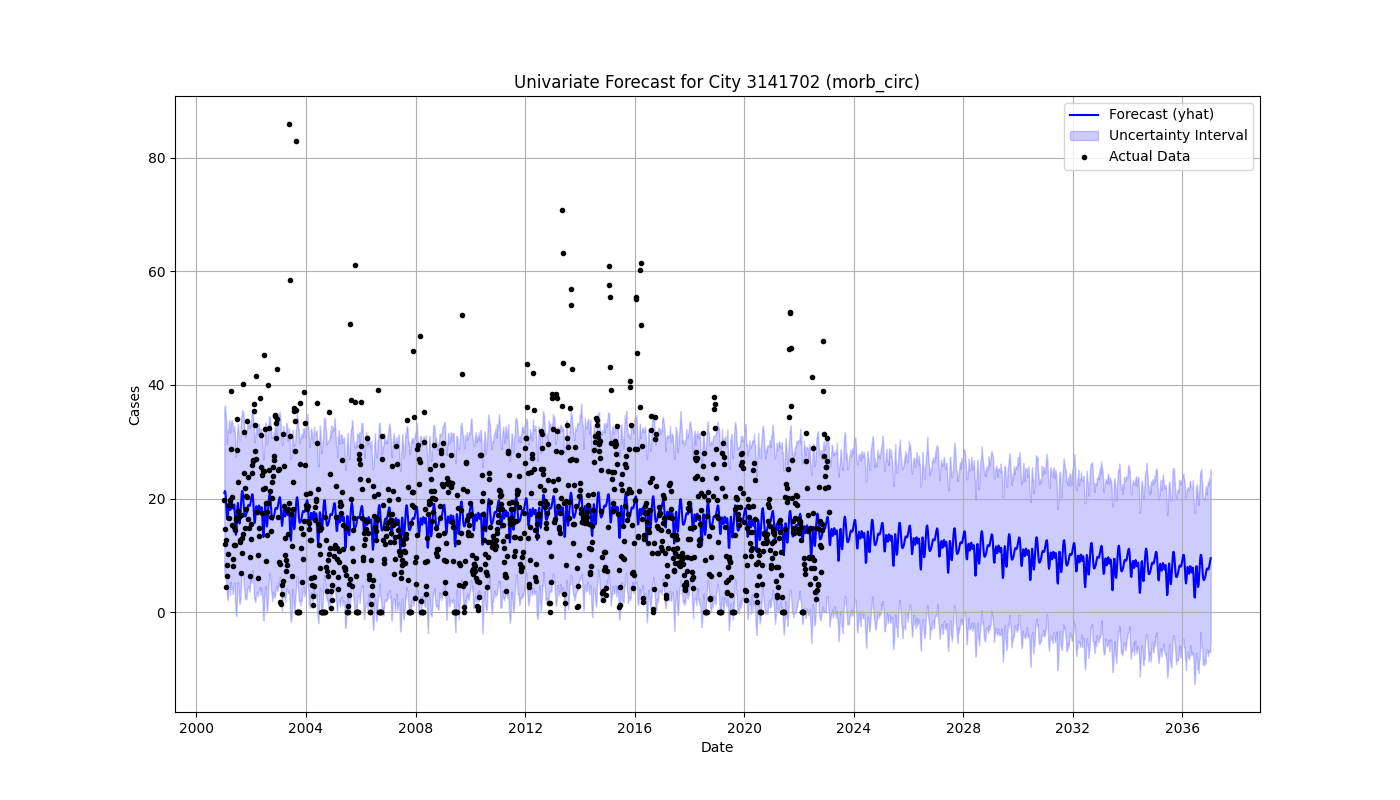 Univariate Forecast for City 3141702 (morb_circ)
Forecast (yhat)
Uncertainty Interval
Actual Data
Cases
80
60
40
20
0
2000 2004 2008 2012 2016 2020 2024 2028 2032 2036
Date